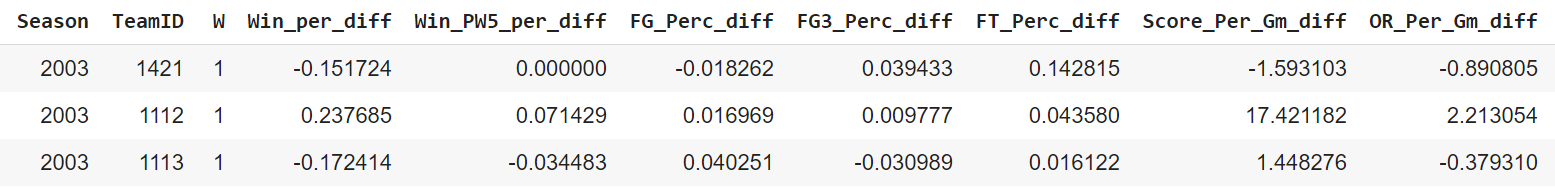 Season TeamID W Win_per_diff Win_PW5_per_diff FG_Perc_diff FG3_Perc_diff FT_Perc_diff Score_Per_Gm_diff OR_Per_Gm_diff
2003 1421 1 -0.151724 0.000000 -0.018262 0.039433 0.142815 -1.593103 -0.890805
2003 1112 1 0.237685 0.071429 0.016969 0.009777 0.043580 17.421182 2.213054
2003 1113 1 -0.172414 -0.034483 0.040251 -0.030989 0.016122 1.448276 -0.379310